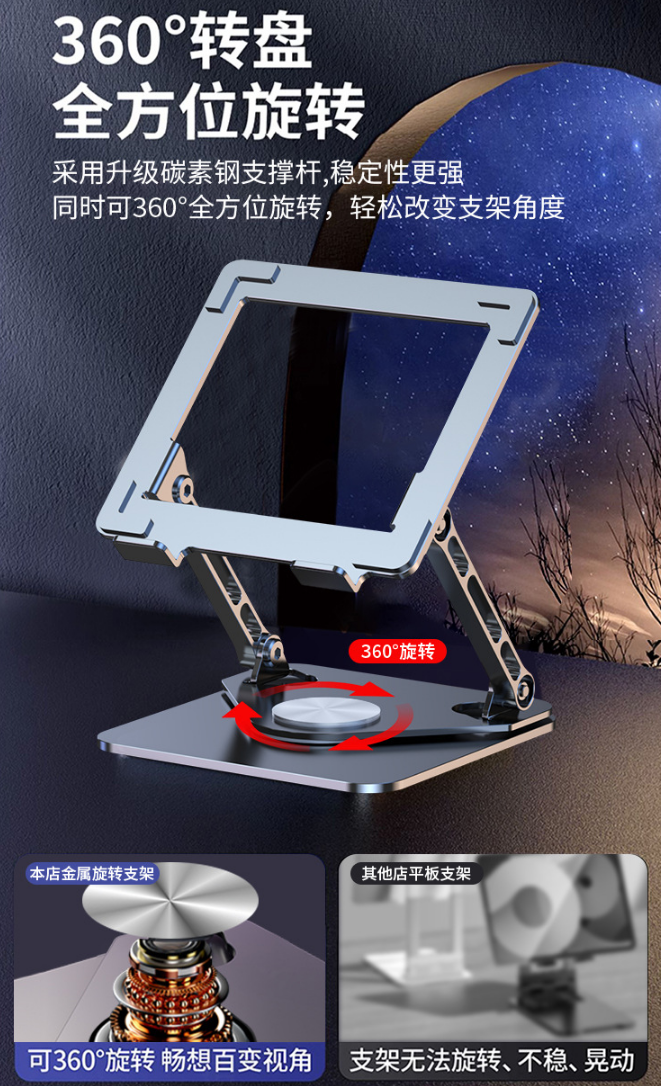 360°转盘
全方位旋转
采用升级碳素钢支撑杆,稳定性更强
同时可360°全方位旋转，轻松改变支架角度
360°旋转
本店金属旋转支架
其他店平板支架
可360°旋转 畅想百变视角
支架无法旋转、不稳、晃动